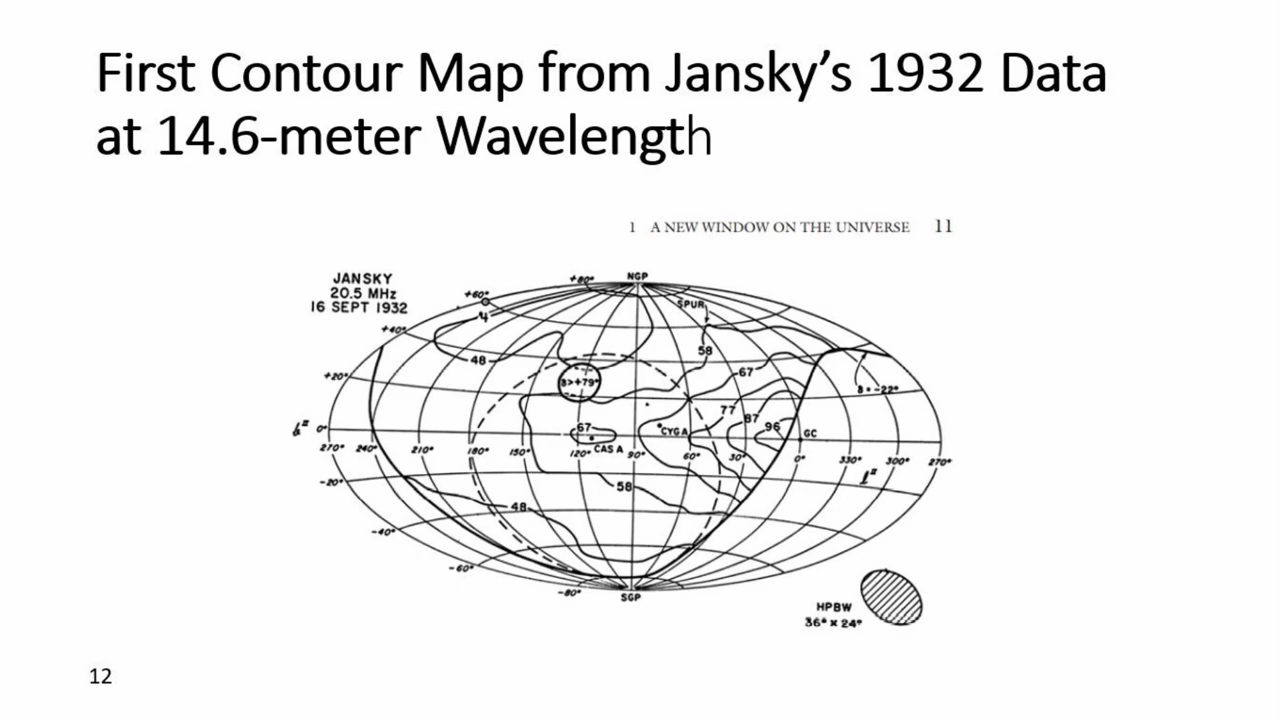 First Contour Map from Jansky's 1932 Data
at 14.6-meter Wavelength
1 A NEW WINDOW ON THE UNIVERSE 11
JANSKY
20.5 MHz
16 SEPT 1932
+80°
NGP
+60°
SPUR
+40°
48
58
67
δ = -22°
+20°
δ>+79°
77
87
96
67
CYG A
GC
0°
CAS A
270°
240°
210°
180°
150°
120°
90°
60°
30°
0°
330°
300°
270°
-20°
58
48
-40°
-60°
-80°
SGP
HPBW
36° x 24°
12